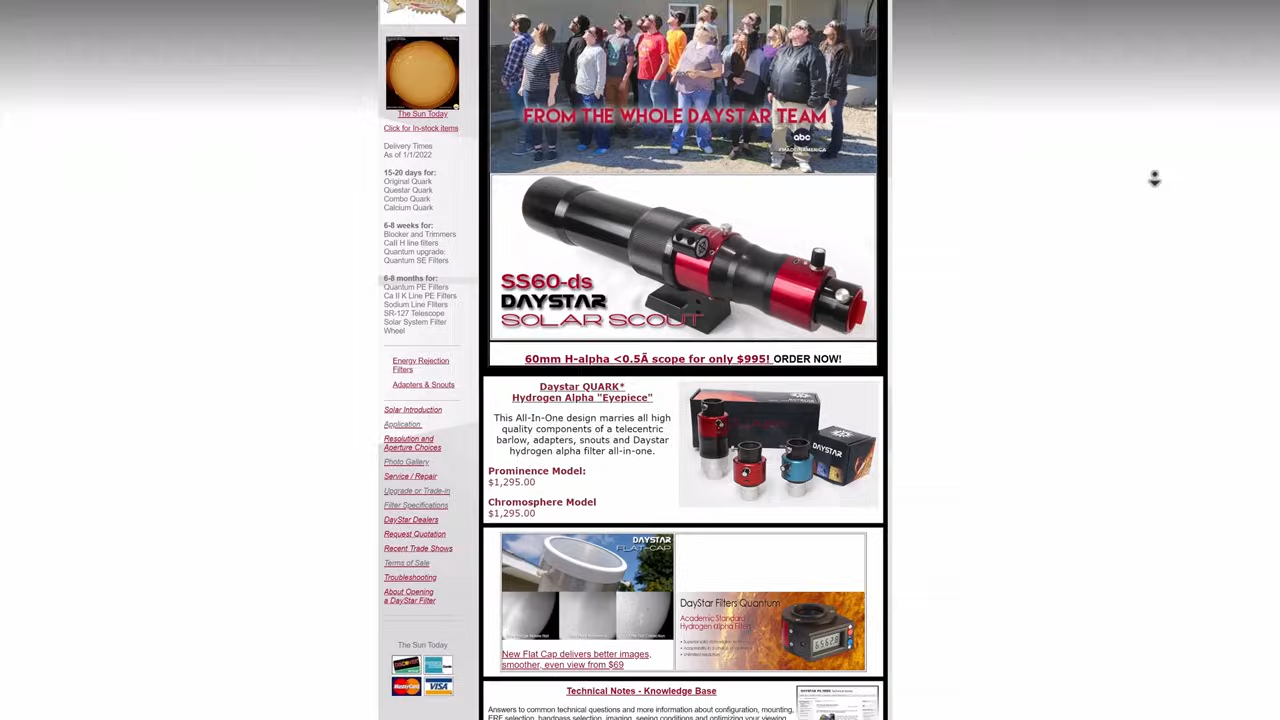 The Sun Today
Click for In-stock items
Delivery Times
As of 1/1/2022
15-20 days for:
Original Quark
Questar Quark
Combo Quark
Calcium Quark
6-8 weeks for:
Blocker and Trimmers
CaII H line filters
Quantum upgrade:
Quantum SE Filters
6-8 months for:
Quantum PE Filters
Ca II K Line PE Filters
Sodium Line Filters
SR-127 Telescope
Solar System Filter
Wheel
Energy Rejection
Filters
Adapters & Snouts
Solar Introduction
Application
Resolution and
Aperture Choices
Photo Gallery
Service / Repair
Upgrade or Trade-in
Filter Specifications
DayStar Dealers
Request Quotation
Recent Trade Shows
Terms of Sale
Troubleshooting
About Opening
a DayStar Filter
The Sun Today
DISCOVER
MasterCard
VISA
FROM THE WHOLE DAYSTAR TEAM
abc
#MADEINAMERICA
SS60-ds
DAYSTAR
SOLAR SCOUT
60mm H-alpha <0.5Å scope for only $995! ORDER NOW!
Daystar QUARK*
Hydrogen Alpha "Eyepiece"
This All-In-One design marries all high
quality components of a telecentric
barlow, adapters, snouts and Daystar
hydrogen alpha filter all-in-one.
Prominence Model:
$1,295.00
Chromosphere Model
$1,295.00
DAYSTAR
DAYSTAR
FLAT-CAP
New Flat Cap delivers better images,
smoother, even view from $69
DayStar Filters Quantum
Academic Standard
Hydrogen alpha Filters
Technical Notes - Knowledge Base
Answers to common technical questions and more information about configuration, mounting,
ERF selection, bandpass selection, imaging, seeing conditions and optimizing your viewing